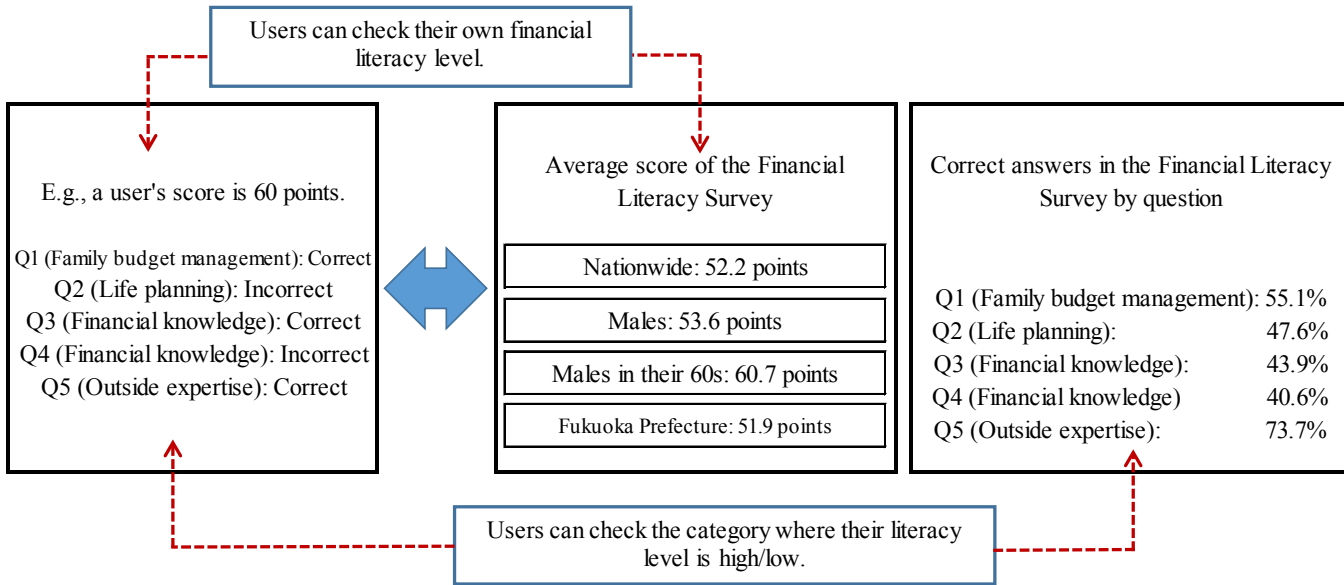 Users can check their own financial
literacy level.
E.g., a user's score is 60 points.
Q1 (Family budget management): Correct
Q2 (Life planning): Incorrect
Q3 (Financial knowledge): Correct
Q4 (Financial knowledge): Incorrect
Q5 (Outside expertise): Correct
Average score of the Financial
Literacy Survey
Nationwide: 52.2 points
Males: 53.6 points
Males in their 60s: 60.7 points
Fukuoka Prefecture: 51.9 points
Correct answers in the Financial Literacy
Survey by question
Q1 (Family budget management): 55.1%
Q2 (Life planning): 47.6%
Q3 (Financial knowledge): 43.9%
Q4 (Financial knowledge) 40.6%
Q5 (Outside expertise): 73.7%
Users can check the category where their literacy
level is high/low.